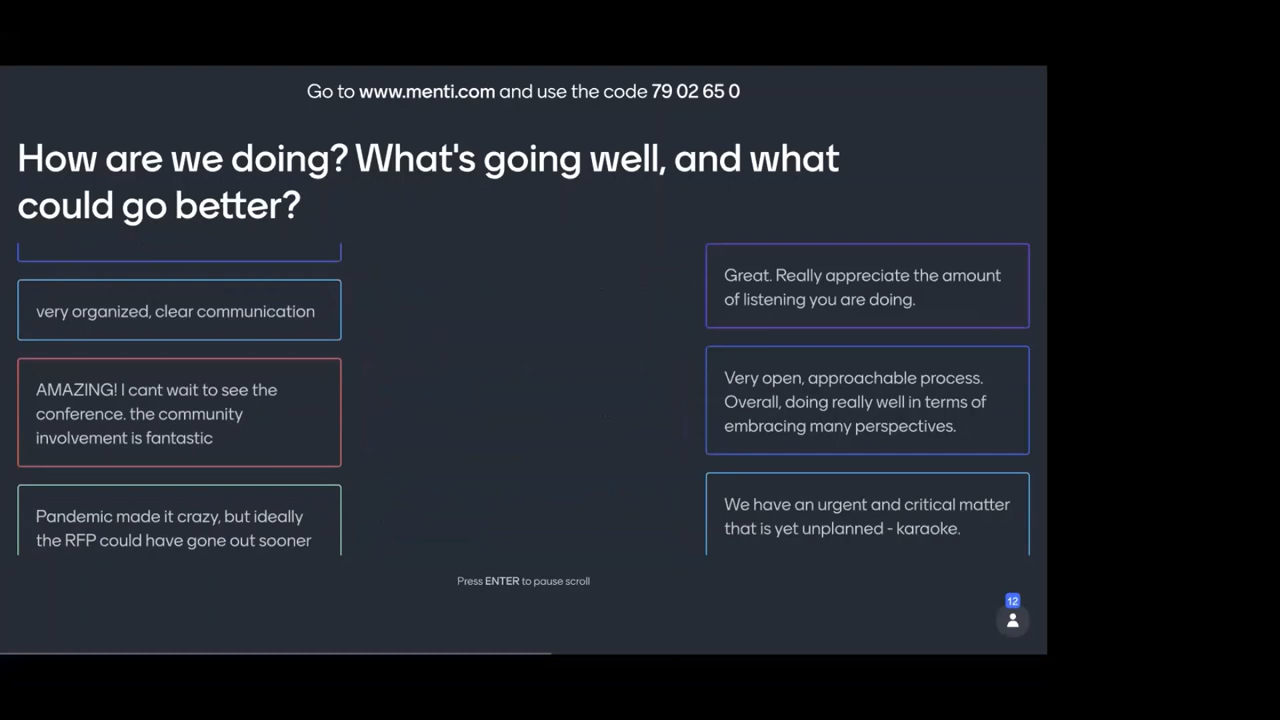 Go to www.menti.com and use the code 79 02 65 0
How are we doing? What's going well, and what
could go better?
very organized, clear communication
AMAZING! I cant wait to see the
conference. the community
involvement is fantastic
Pandemic made it crazy, but ideally
the RFP could have gone out sooner
Great. Really appreciate the amount
of listening you are doing.
Very open, approachable process.
Overall, doing really well in terms of
embracing many perspectives.
We have an urgent and critical matter
that is yet unplanned - karaoke.
Press ENTER to pause scroll
12